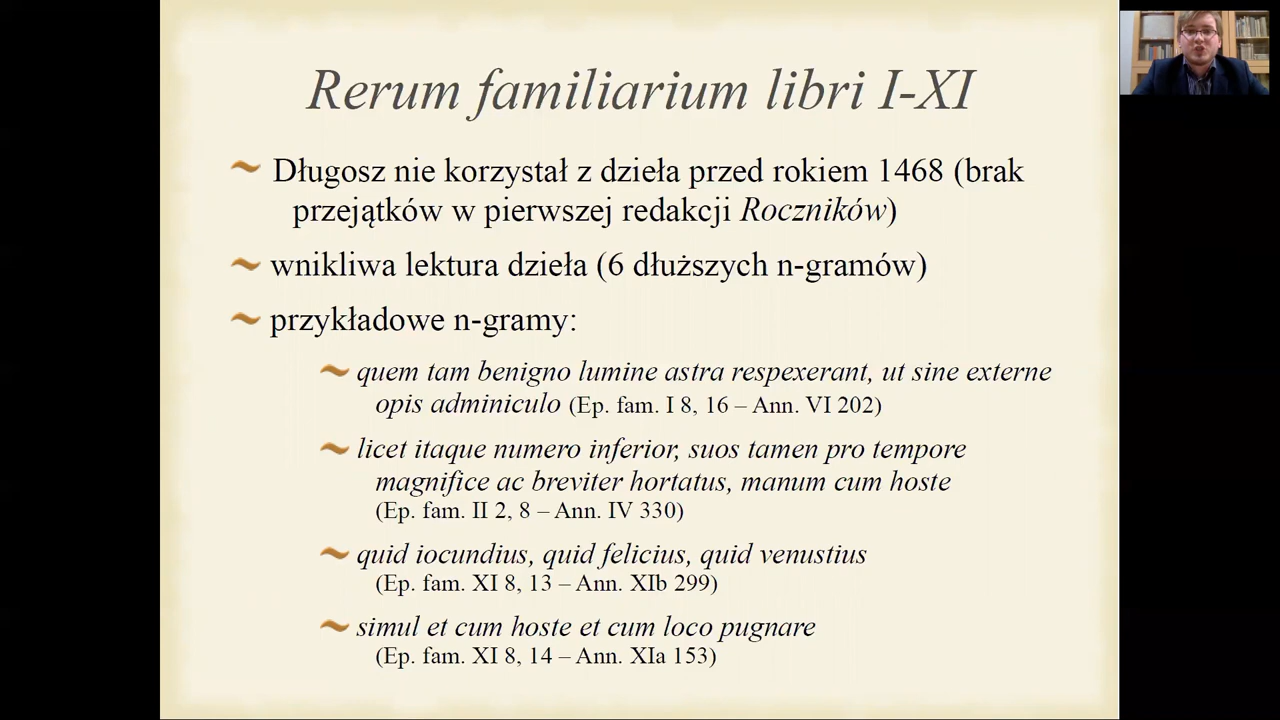 Rerum familiarium libri I-XI
Długosz nie korzystał z dzieła przed rokiem 1468 (brak
przejątków w pierwszej redakcji Roczników)
wnikliwa lektura dzieła (6 dłuższych n-gramów)
przykładowe n-gramy:
quem tam benigno lumine astra respexerant, ut sine externe
opis adminiculo (Ep. fam. I 8, 16 – Ann. VI 202)
licet itaque numero inferior, suos tamen pro tempore
magnifice ac breviter hortatus, manum cum hoste
(Ep. fam. II 2, 8 – Ann. IV 330)
quid iocundius, quid felicius, quid venustius
(Ep. fam. XI 8, 13 – Ann. XIb 299)
simul et cum hoste et cum loco pugnare
(Ep. fam. XI 8, 14 – Ann. XIa 153)